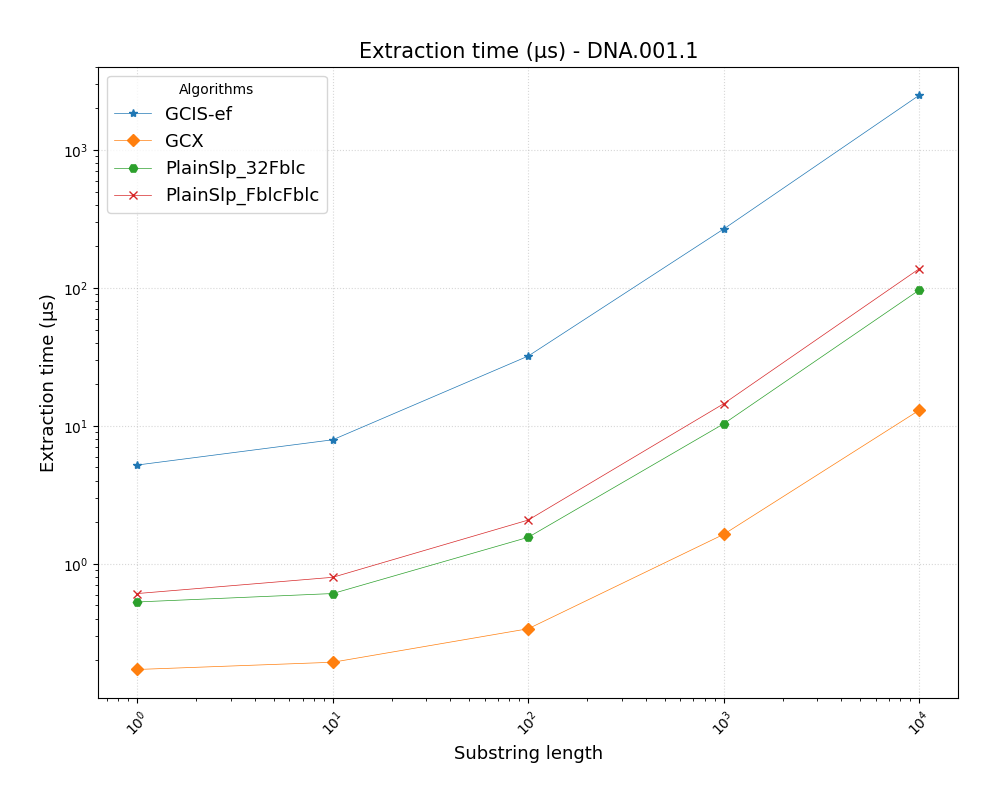 Extraction time (μs) - DNA.001.1
Algorithms
GCIS-ef
GCX
PlainSlp_32Fblc
PlainSlp_FblcFblc
Extraction time (μs)
10³
10²
10¹
10⁰
10⁰ 10¹ 10² 10³ 10⁴
Substring length